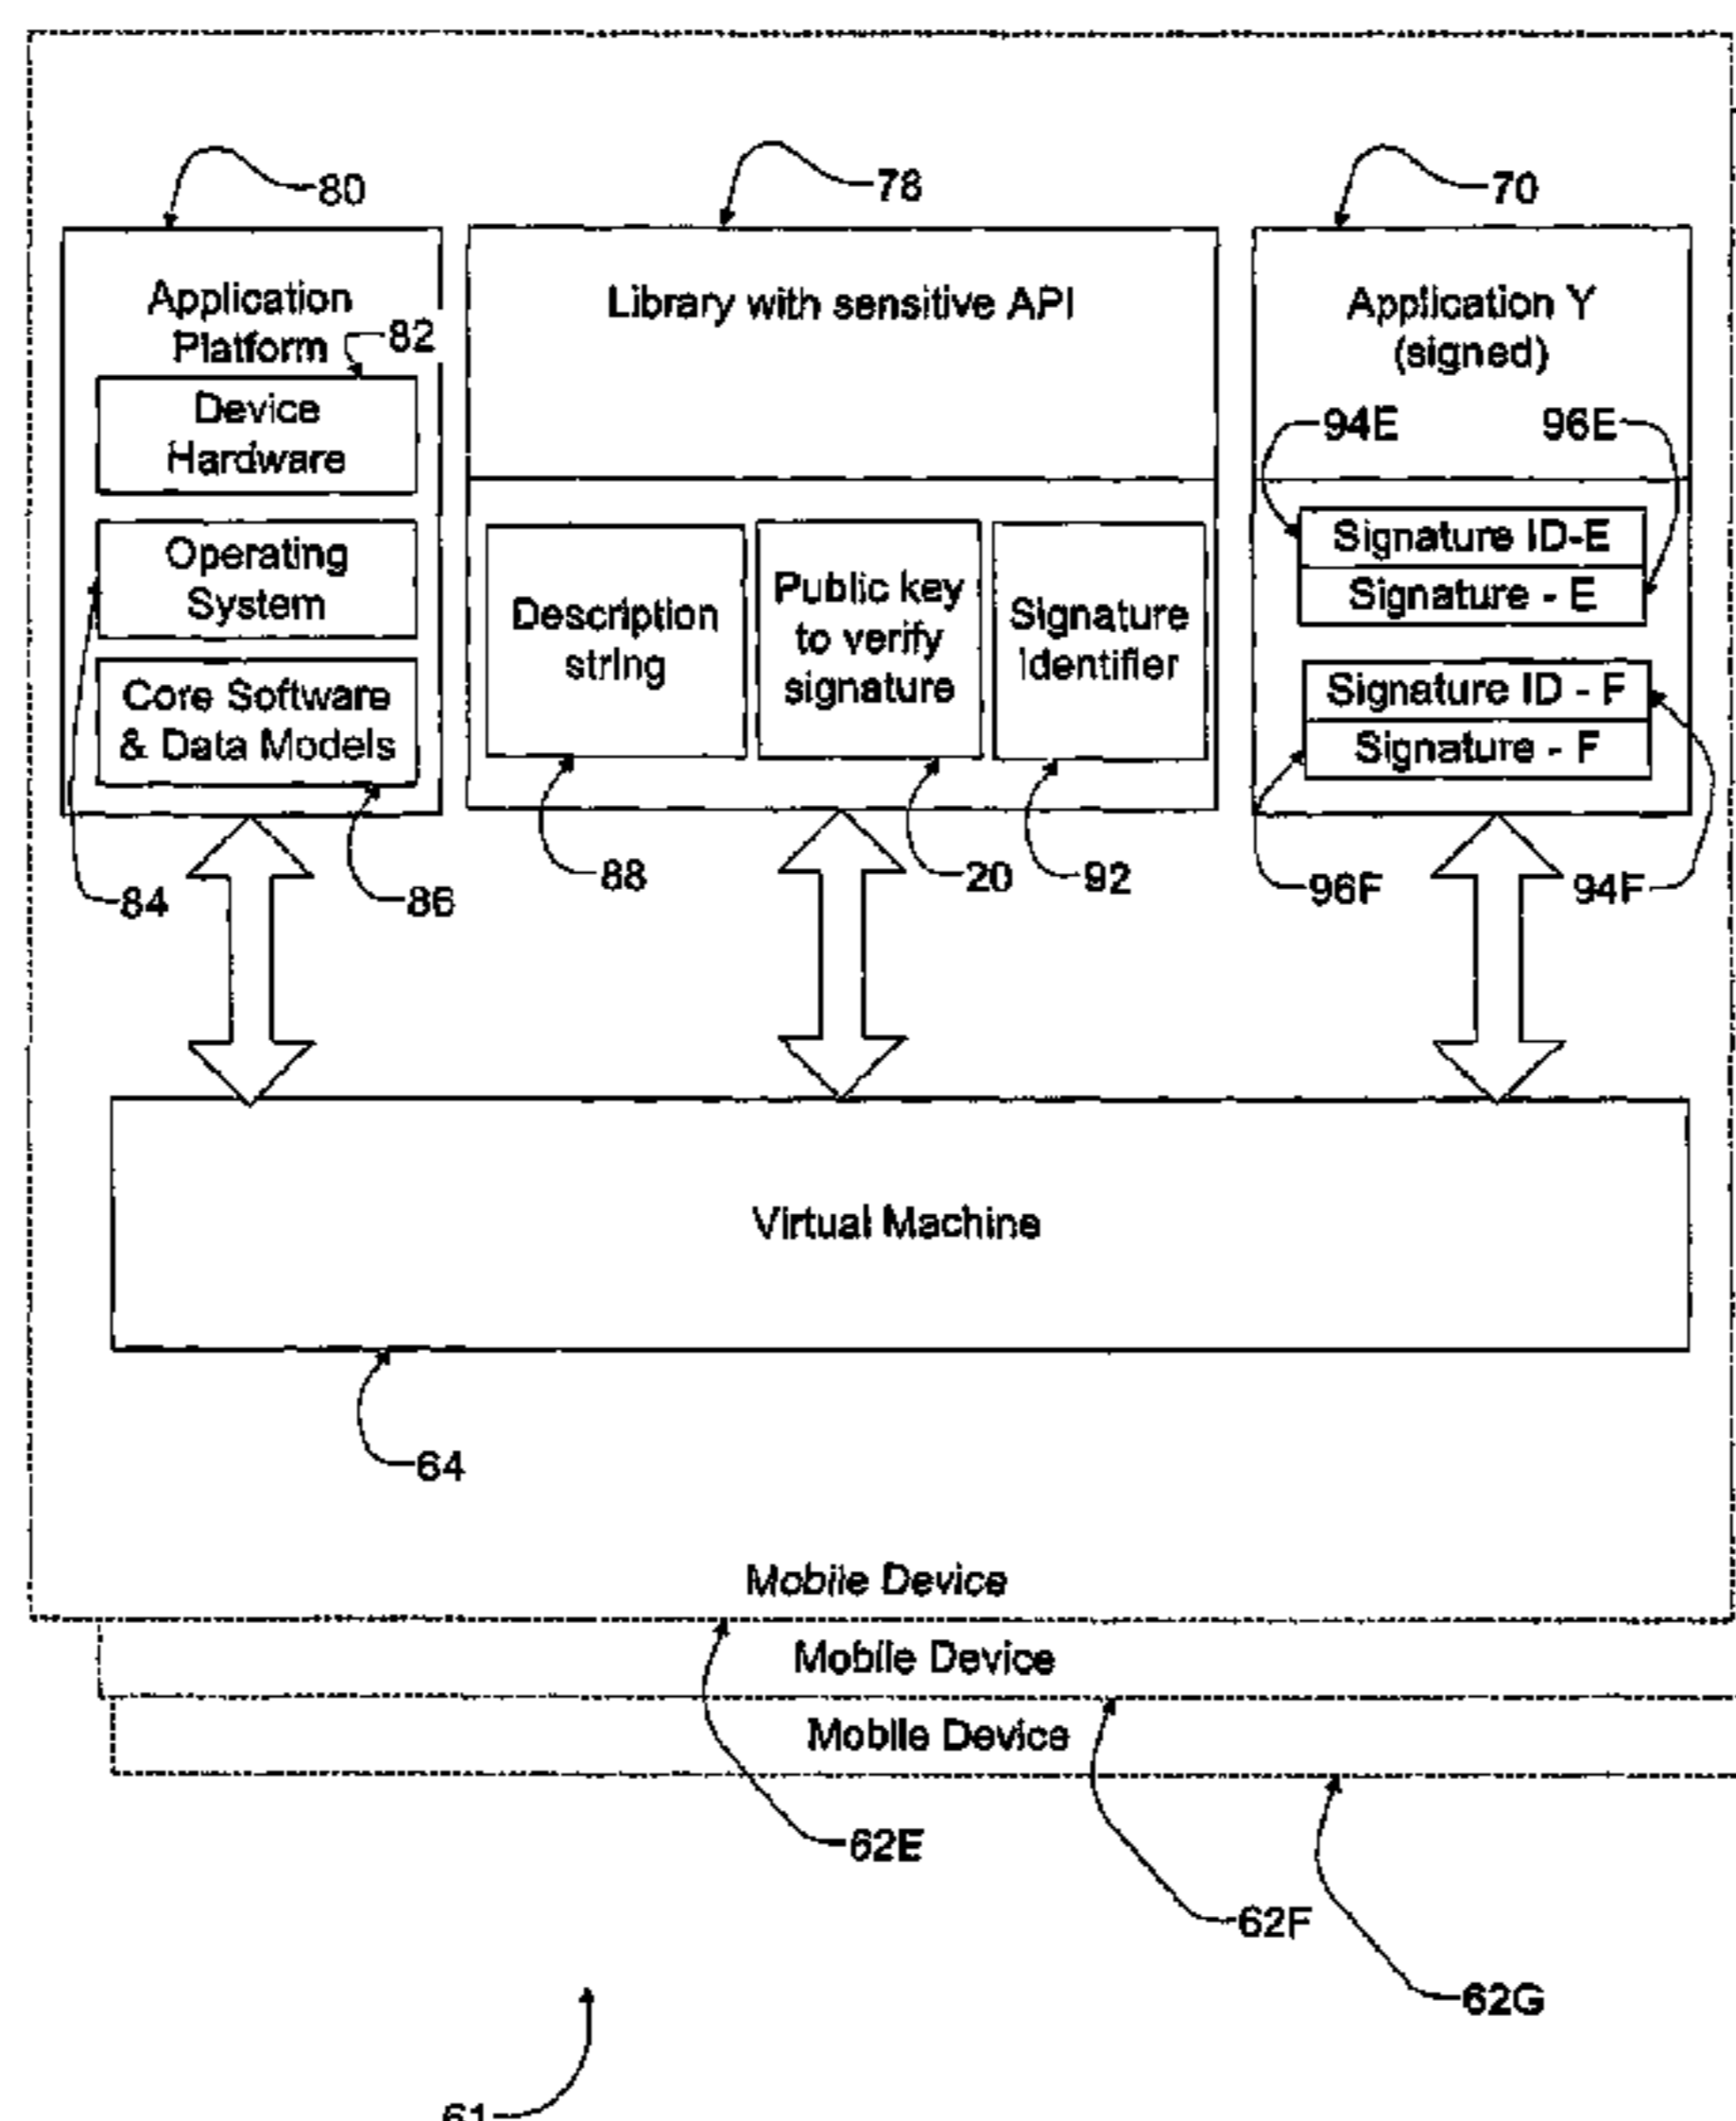 80
78
70
Application
Platform
82
Device
Hardware
Operating
System
Core Software
& Data Models
84
86
Library with sensitive API
Description
string
Public key
to verify
signature
Signature
identifier
88
20
92
Application Y
(signed)
94E
96E
Signature ID-E
Signature - E
Signature ID - F
Signature - F
96F
94F
Virtual Machine
64
Mobile Device
Mobile Device
Mobile Device
62E
62F
62G
61